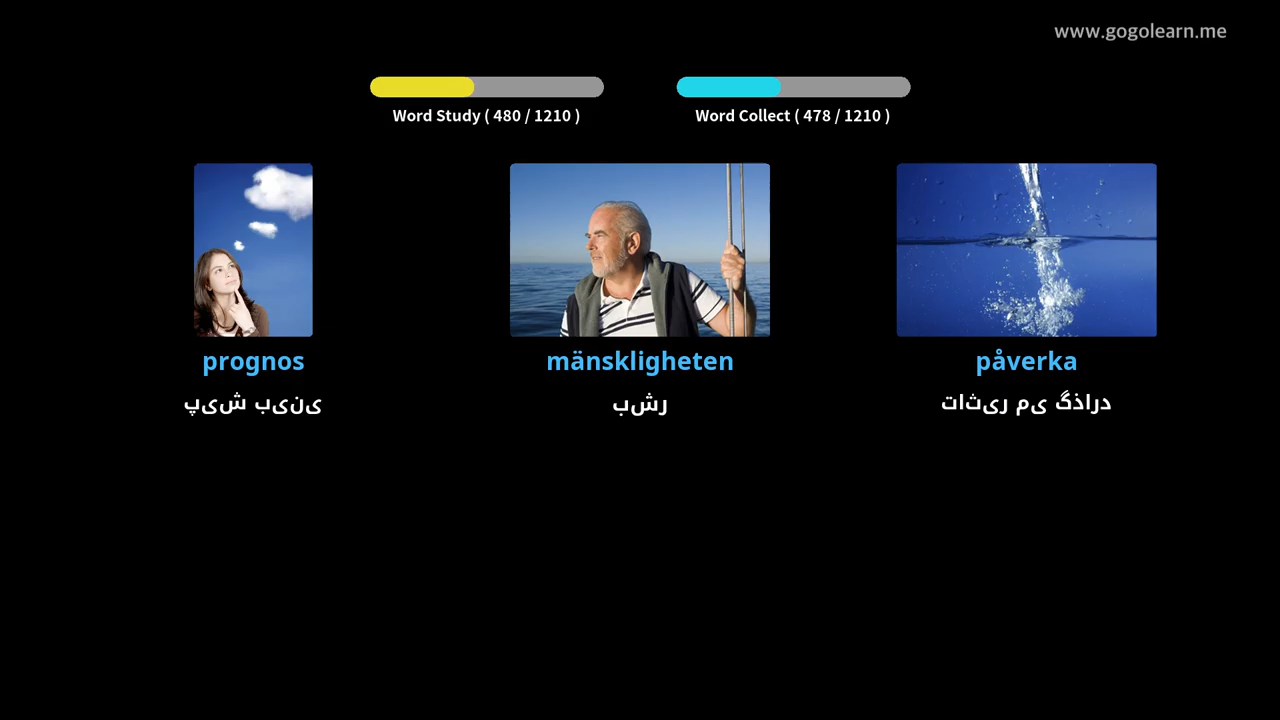 www.gogolearn.me
Word Study ( 480 / 1210 )
Word Collect ( 478 / 1210 )
prognos
mänskligheten
påverka
ینیب شیپ
رشب
دراذگ یم ریثات